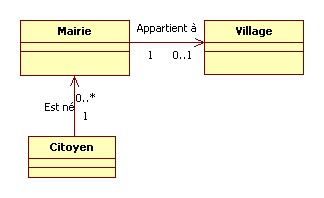 Mairie
Appartient à
Village
1
0..1
Est né
0..*
1
Citoyen